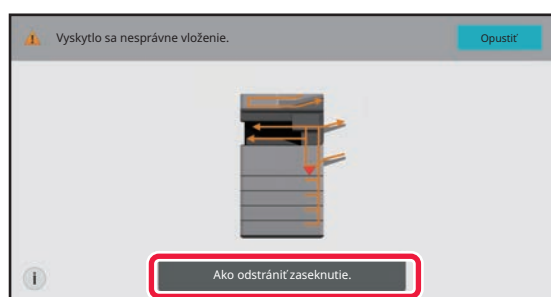 Vyskytlo sa nesprávne vloženie.
Opustiť
i
Ako odstrániť zaseknutie.